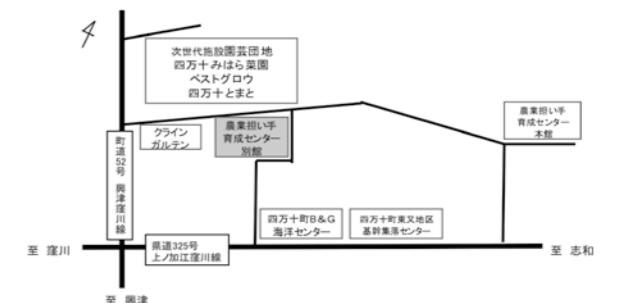 次世代施設園芸団地
四万十みはら菜園
ベストグロウ
四万十とまと
農業担い手
育成センター
本館
クライン
ガルテン
農業担い手
育成センター
別館
町道52号 興津窪川線
四万十町B&G
海洋センター
四万十町東又地区
基幹集落センター
至 窪川
県道325号
上ノ加江窪川線
至 志和
至 興津